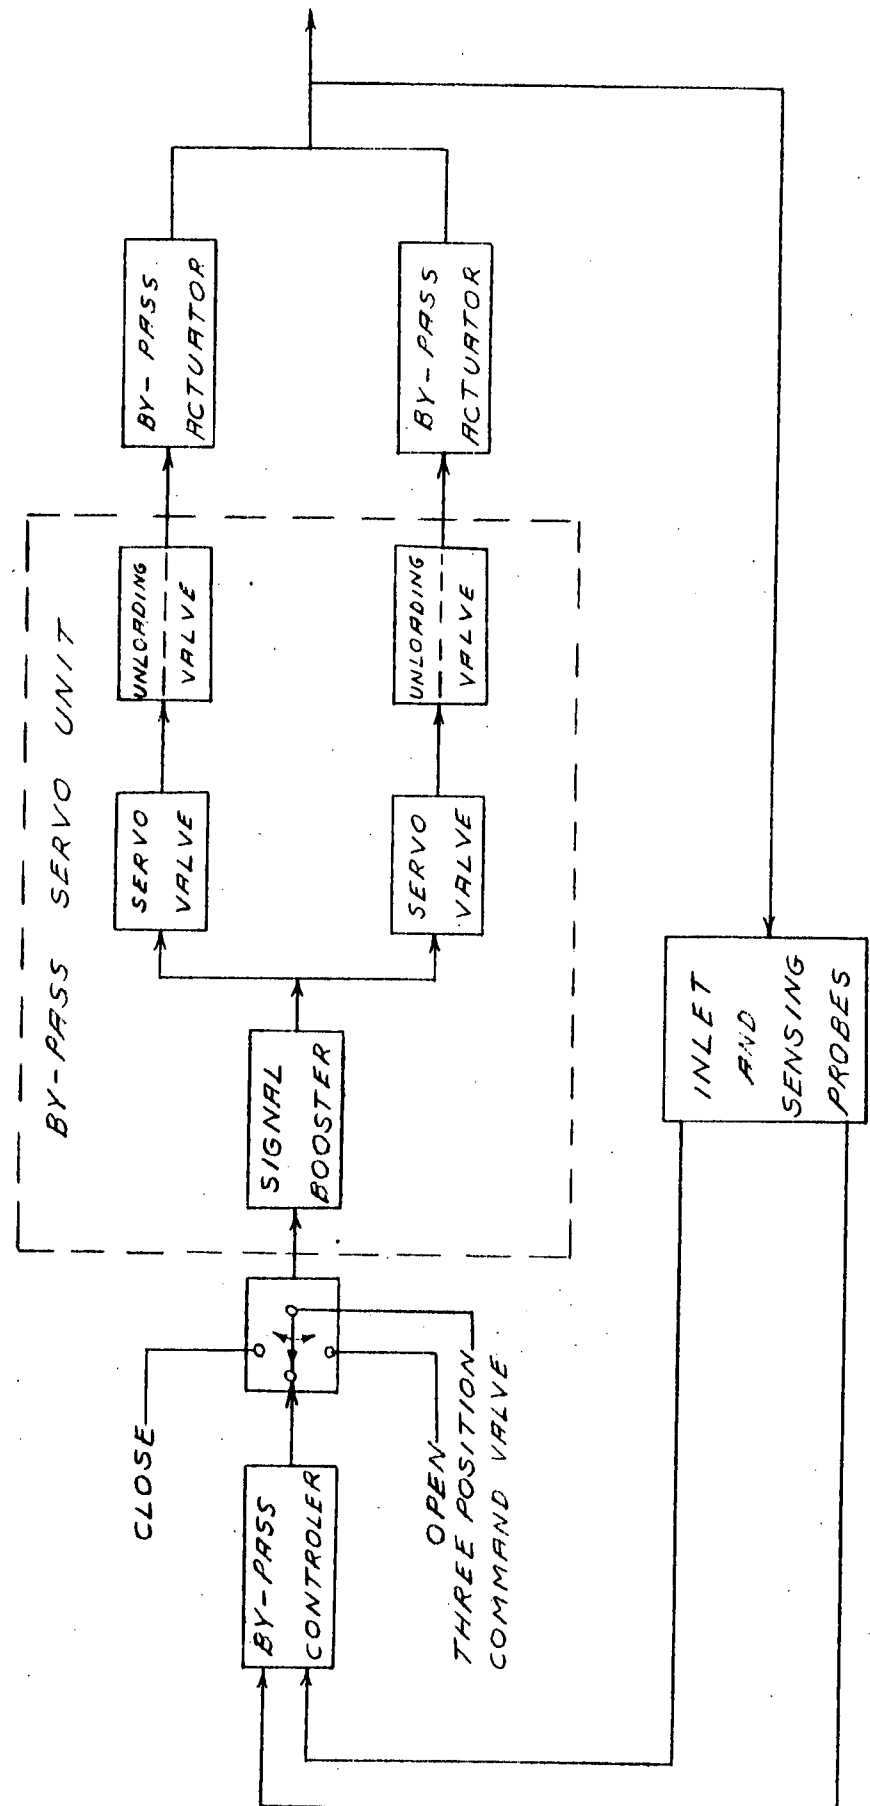 BY-PASS SERVO UNIT
CLOSE
BY-PASS
CONTROLER
OPEN
THREE POSITION
COMMAND VALVE
SIGNAL
BOOSTER
SERVO
VALVE
UNLOADING
VALVE
BY-PASS
ACTUATOR
SERVO
VALVE
UNLOADING
VALVE
BY-PASS
ACTUATOR
INLET
AND
SENSING
PROBES